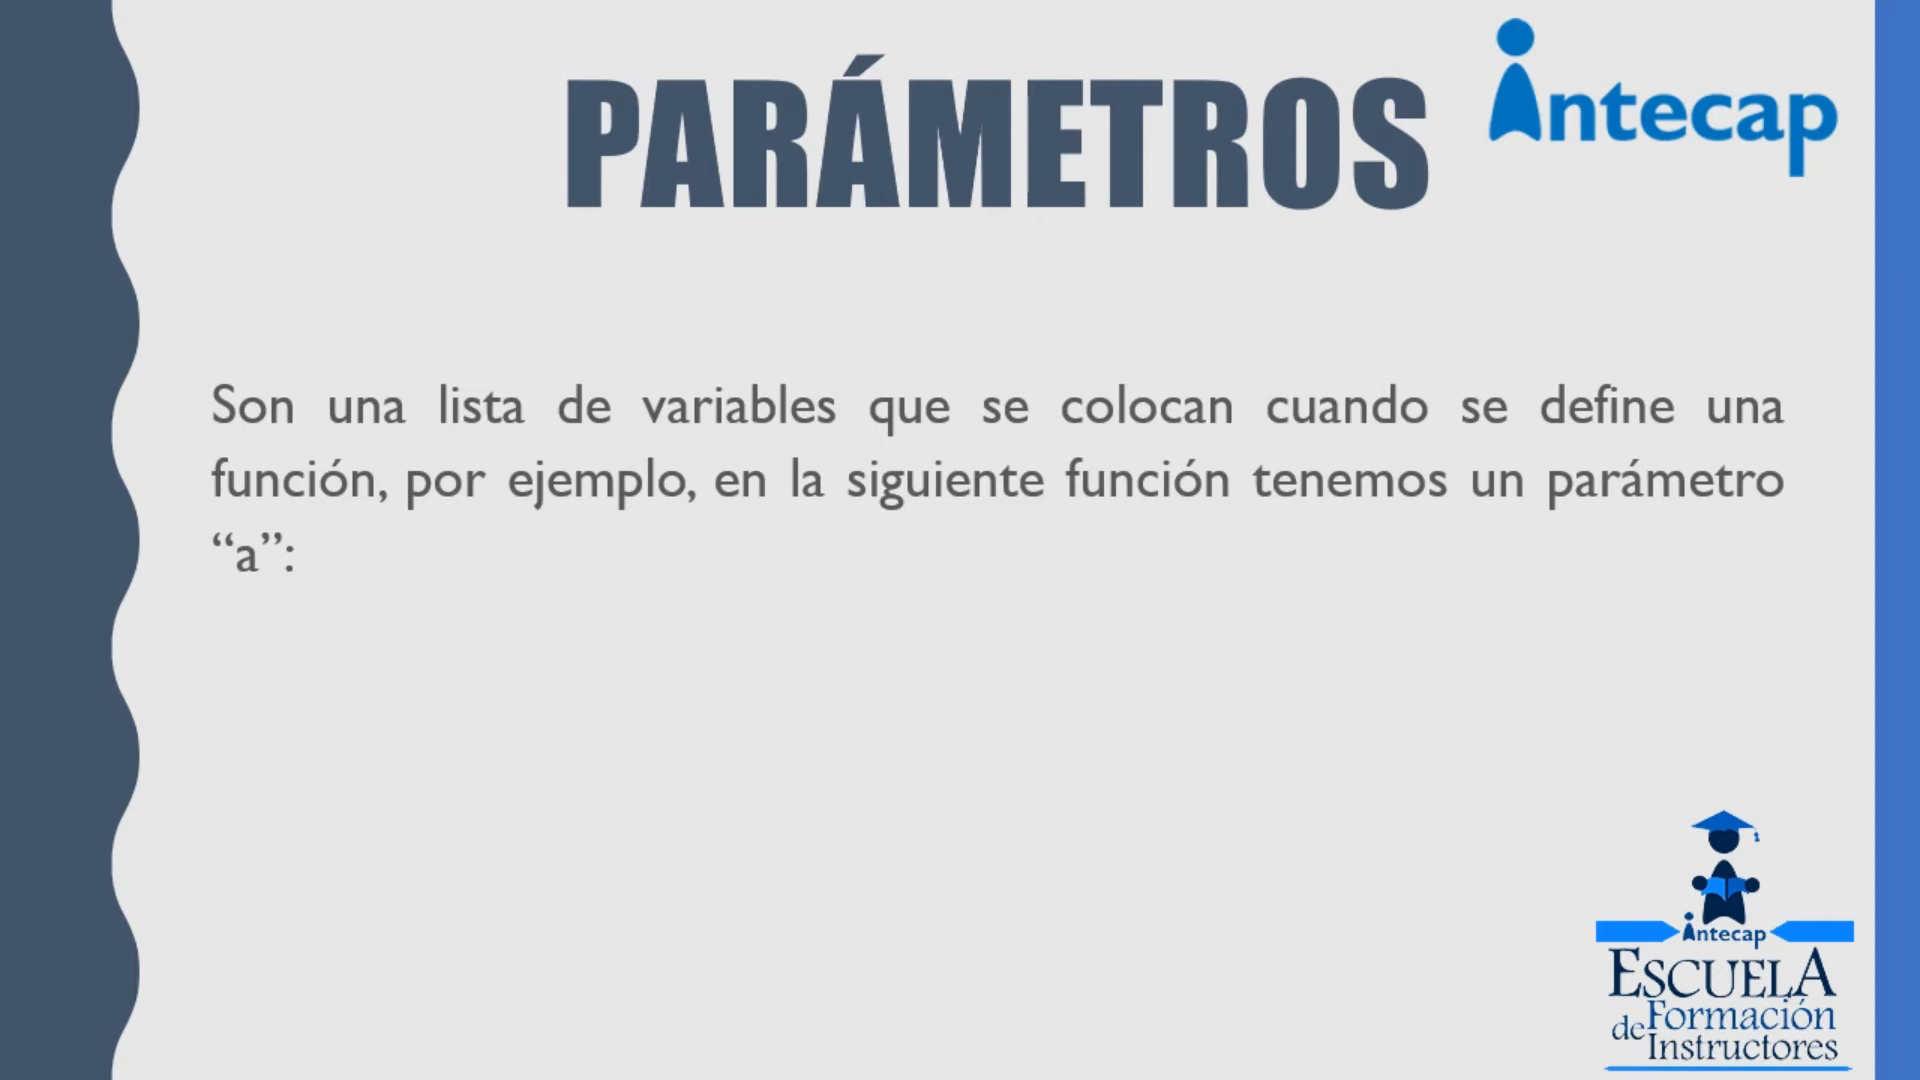 PARÁMETROS
intecap
Son una lista de variables que se colocan cuando se define una
función, por ejemplo, en la siguiente función tenemos un parámetro
“a”:
intecap
ESCUELA
de Formación
Instructores